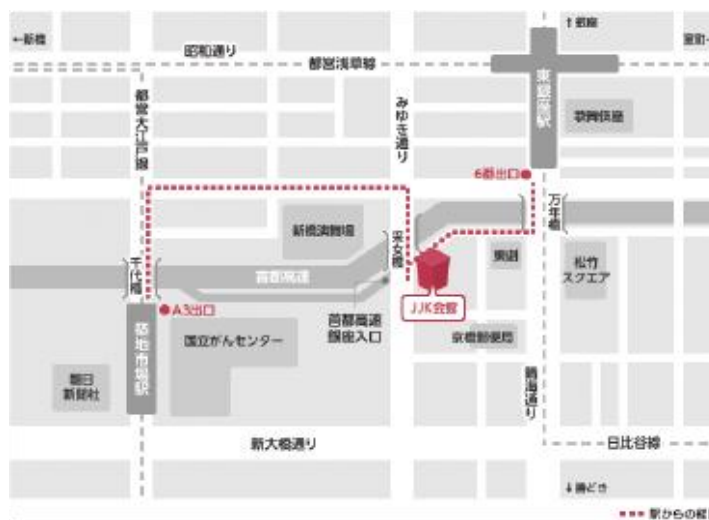 ←新橋
昭和通り
都営浅草線
↑銀座
都営大江戸線
みゆき通り
東銀座駅
歌舞伎座
6番出口
万年橋
新橋演舞場
采女橋
千代橋
首都高速
東劇
松竹
スクエア
JJK会館
A3出口
首都高速
銀座入口
国立がんセンター
京橋郵便局
築地市場駅
朝日
新聞社
晴海通り
新大橋通り
日比谷線
↓勝どき
駅からの経